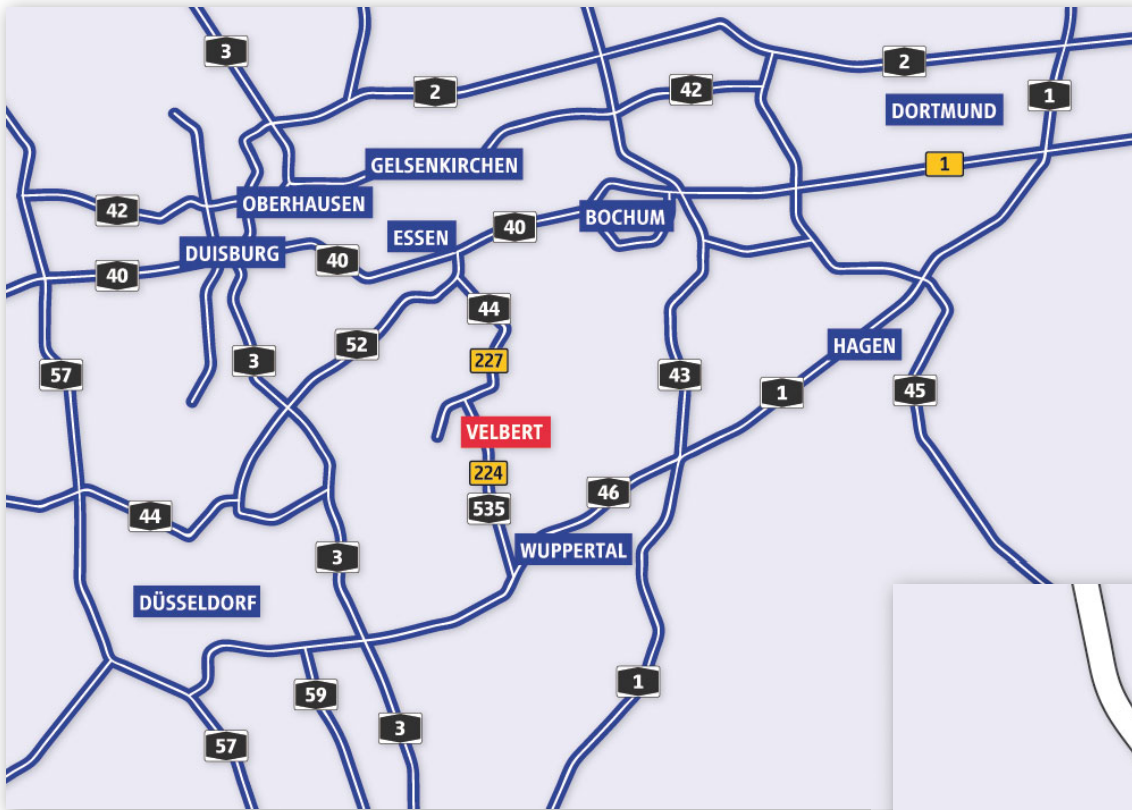 3
2
42
2
1
DORTMUND
1
GELSENKIRCHEN
42
OBERHAUSEN
BOCHUM
40
ESSEN
DUISBURG
40
40
44
52
HAGEN
3
227
57
43
1
45
VELBERT
224
46
535
44
WUPPERTAL
3
DÜSSELDORF
1
59
3
57